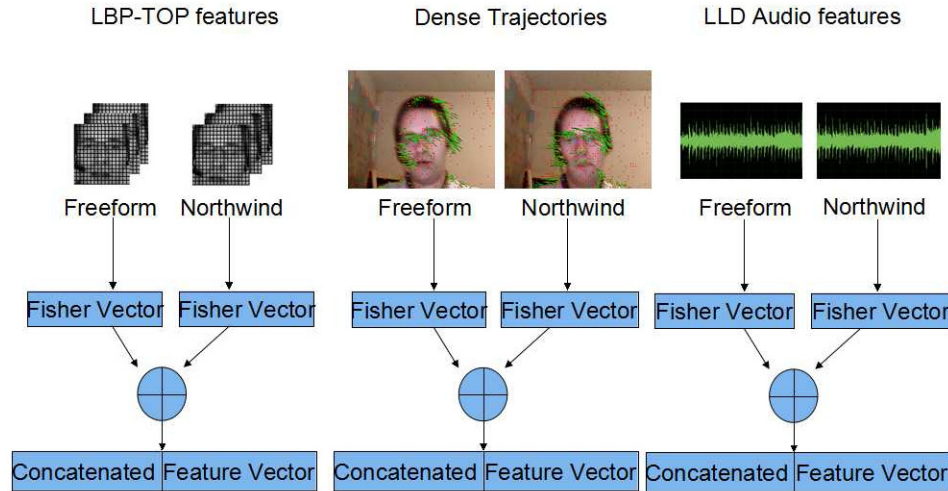 LBP-TOP features
Dense Trajectories
LLD Audio features
Freeform
Northwind
Freeform
Northwind
Freeform
Northwind
Fisher Vector
Fisher Vector
Fisher Vector
Fisher Vector
Fisher Vector
Fisher Vector
Concatenated Feature Vector
Concatenated Feature Vector
Concatenated Feature Vector